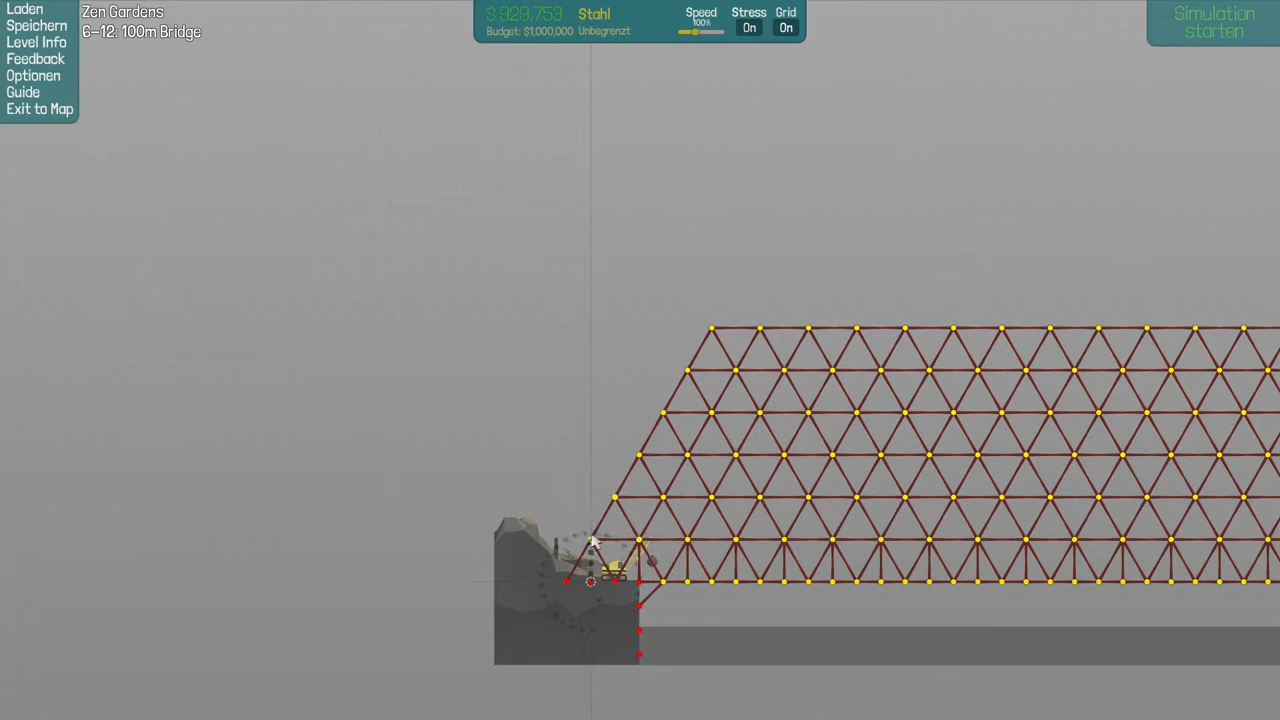 Laden
Speichern
Level Info
Feedback
Optionen
Guide
Exit to Map
Zen Gardens
6-12: 100m Bridge
$ 929,753
Budget: $1,000,000
Stahl
Unbegrenzt
Speed
100%
Stress
On
Grid
On
Simulation
starten